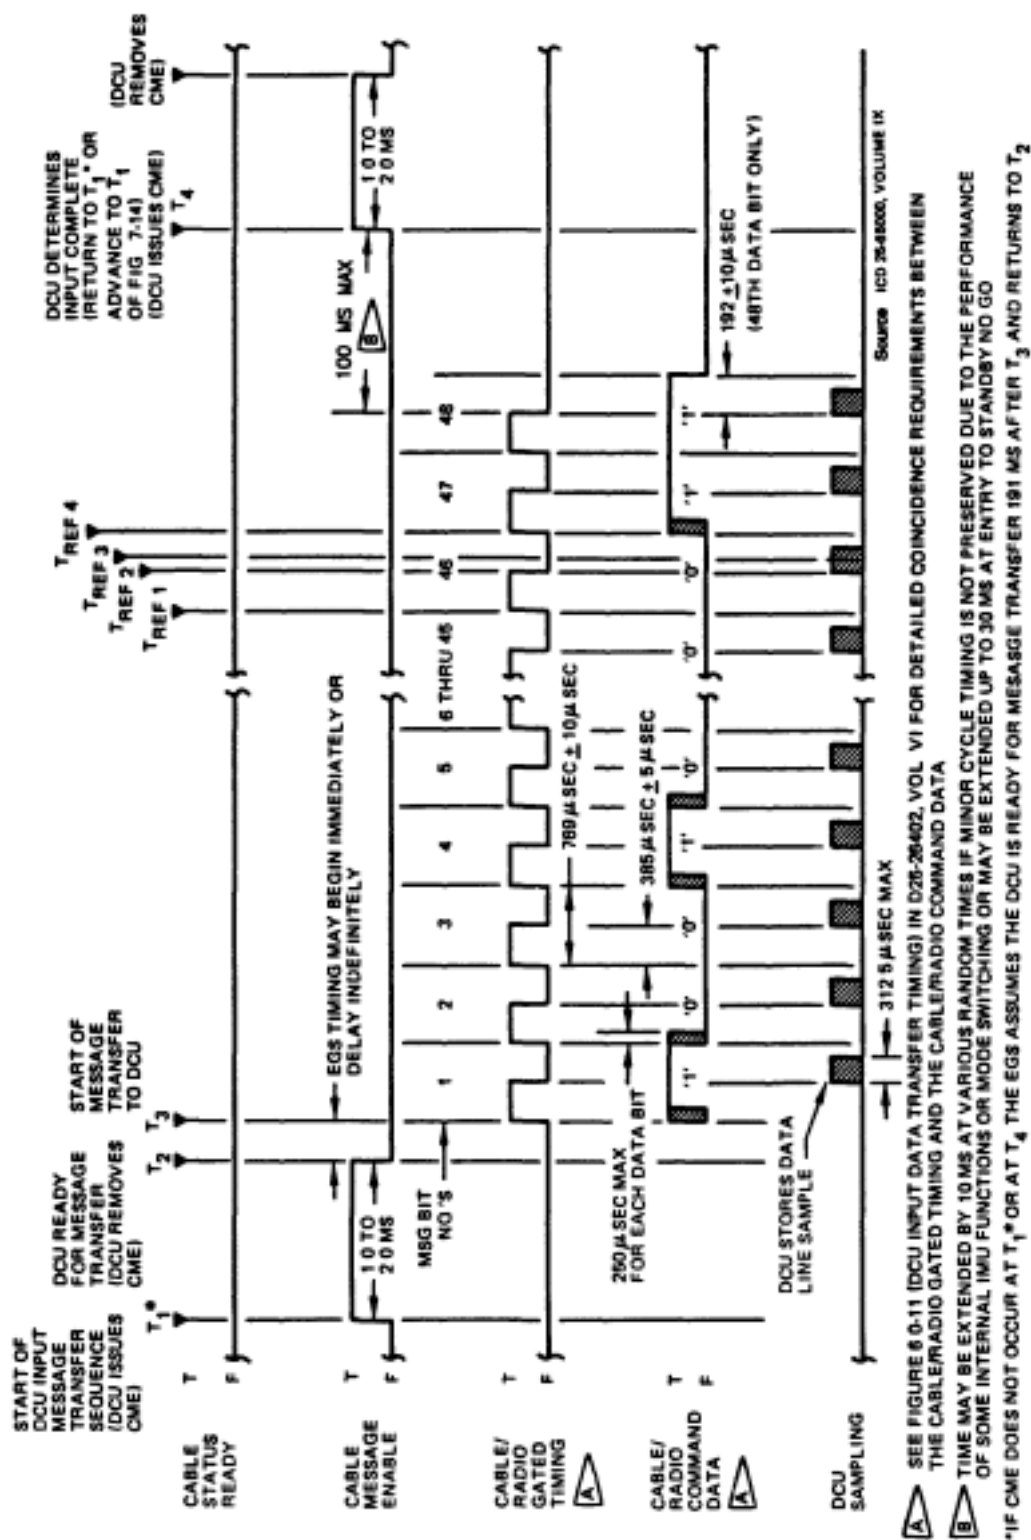 START OF
DCU INPUT
MESSAGE
TRANSFER
SEQUENCE
(DCU ISSUES
CME)
T1*
DCU READY
FOR MESSAGE
TRANSFER
(DCU REMOVES
CME)
T2
START OF
MESSAGE
TRANSFER
TO DCU
T3
TREF 1
TREF 2
TREF 3
TREF 4
DCU DETERMINES
INPUT COMPLETE
(RETURN TO T1* OR
ADVANCE TO T1
OF FIG 7-14)
(DCU ISSUES CME)
T4
(DCU
REMOVES
CME)
CABLE
STATUS
READY
T
F
CABLE
MESSAGE
ENABLE
T
F
1 0 TO
2 0 MS
EGS TIMING MAY BEGIN IMMEDIATELY OR
DELAY INDEFINITELY
100 MS MAX
B
1 0 TO
2 0 MS
MSG BIT
NO'S
1 2 3 4 5 6 THRU 45 46 47 48
CABLE/
RADIO
GATED
TIMING
A
T
F
769 µSEC ± 10 µSEC
385 µSEC ± 5 µSEC
250 µSEC MAX
FOR EACH DATA BIT
CABLE/
RADIO
COMMAND
DATA
A
T
F
'1' '0' '0' '1' '0' '0' '0' '1' '1'
192 ±10 µSEC
(48TH DATA BIT ONLY)
DCU STORES DATA
LINE SAMPLE
312 5 µSEC MAX
DCU
SAMPLING
Source ICD 25-65000, VOLUME IX
A SEE FIGURE 6 0-11 (DCU INPUT DATA TRANSFER TIMING) IN D25-26402, VOL VI FOR DETAILED COINCIDENCE REQUIREMENTS BETWEEN
THE CABLE/RADIO GATED TIMING AND THE CABLE/RADIO COMMAND DATA
B TIME MAY BE EXTENDED BY 10 MS AT VARIOUS RANDOM TIMES IF MINOR CYCLE TIMING IS NOT PRESERVED DUE TO THE PERFORMANCE
OF SOME INTERNAL IMU FUNCTIONS OR MODE SWITCHING OR MAY BE EXTENDED UP TO 30 MS AT ENTRY TO STANDBY NO GO
*IF CME DOES NOT OCCUR AT T1* OR AT T4 THE EGS ASSUMES THE DCU IS READY FOR MESSAGE TRANSFER 191 MS AFTER T3 AND RETURNS TO T2